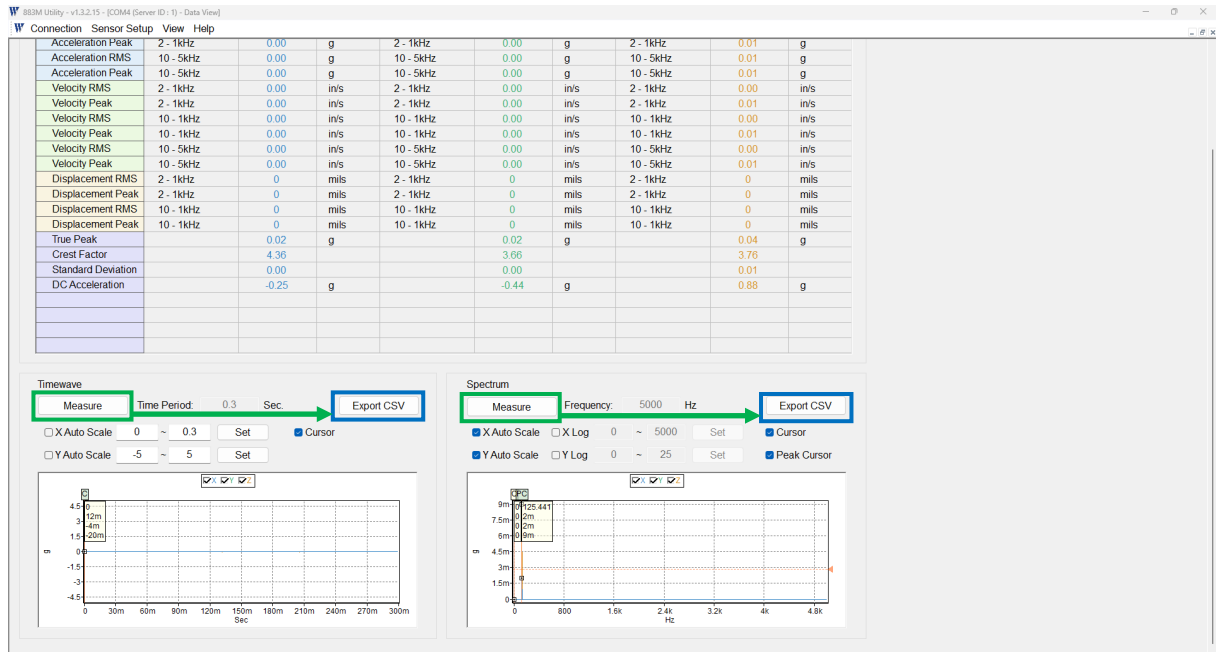 883M Utility - v1.3.2.15 - [COM4 (Server ID : 1) - Data View]
Connection Sensor Setup View Help
Acceleration Peak 2 - 1kHz 0.00 g 2 - 1kHz 0.00 g 2 - 1kHz 0.01 g
Acceleration RMS 10 - 5kHz 0.00 g 10 - 5kHz 0.00 g 10 - 5kHz 0.01 g
Acceleration Peak 10 - 5kHz 0.00 g 10 - 5kHz 0.00 g 10 - 5kHz 0.01 g
Velocity RMS 2 - 1kHz 0.00 in/s 2 - 1kHz 0.00 in/s 2 - 1kHz 0.00 in/s
Velocity Peak 2 - 1kHz 0.00 in/s 2 - 1kHz 0.00 in/s 2 - 1kHz 0.01 in/s
Velocity RMS 10 - 1kHz 0.00 in/s 10 - 1kHz 0.00 in/s 10 - 1kHz 0.00 in/s
Velocity Peak 10 - 1kHz 0.00 in/s 10 - 1kHz 0.00 in/s 10 - 1kHz 0.01 in/s
Velocity RMS 10 - 5kHz 0.00 in/s 10 - 5kHz 0.00 in/s 10 - 5kHz 0.00 in/s
Velocity Peak 10 - 5kHz 0.00 in/s 10 - 5kHz 0.00 in/s 10 - 5kHz 0.01 in/s
Displacement RMS 2 - 1kHz 0 mils 2 - 1kHz 0 mils 2 - 1kHz 0 mils
Displacement Peak 2 - 1kHz 0 mils 2 - 1kHz 0 mils 2 - 1kHz 0 mils
Displacement RMS 10 - 1kHz 0 mils 10 - 1kHz 0 mils 10 - 1kHz 0 mils
Displacement Peak 10 - 1kHz 0 mils 10 - 1kHz 0 mils 10 - 1kHz 0 mils
True Peak 0.02 g 0.02 g 0.04 g
Crest Factor 4.36 3.66 3.76
Standard Deviation 0.00 0.00 0.01
DC Acceleration -0.25 g -0.44 g 0.88 g
Timewave
Measure Time Period: 0.3 Sec. Export CSV
X Auto Scale 0 ~ 0.3 Set Cursor
Y Auto Scale -5 ~ 5 Set
X Y Z
C
0
12m
-4m
-20m
4.5
3
1.5
0
-1.5
-3
-4.5
g
0 30m 60m 90m 120m 150m 180m 210m 240m 270m 300m
Sec
Spectrum
Measure Frequency: 5000 Hz Export CSV
X Auto Scale X Log 0 ~ 5000 Set Cursor
Y Auto Scale Y Log 0 ~ 25 Set Peak Cursor
X Y Z
PC
125.441
2m
2m
9m
9m
7.5m
6m
4.5m
3m
1.5m
0
g
0 800 1.6k 2.4k 3.2k 4k 4.8k
Hz